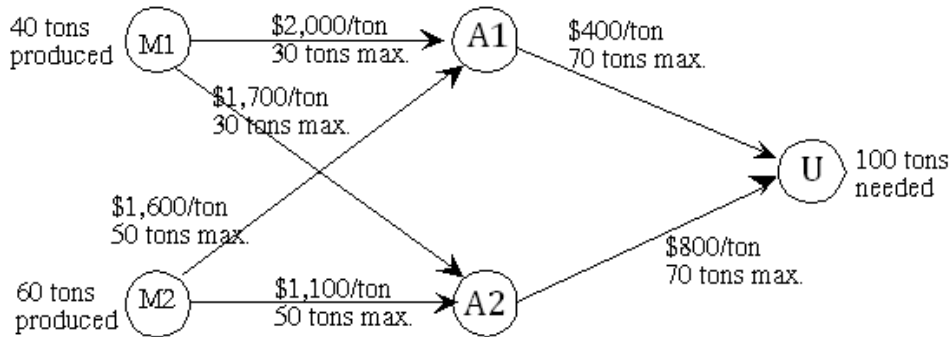 40 tons
produced
M1
$2,000/ton
30 tons max.
A1
$400/ton
70 tons max.
$1,700/ton
30 tons max.
U
100 tons
needed
$1,600/ton
50 tons max.
60 tons
produced
M2
$1,100/ton
50 tons max.
A2
$800/ton
70 tons max.